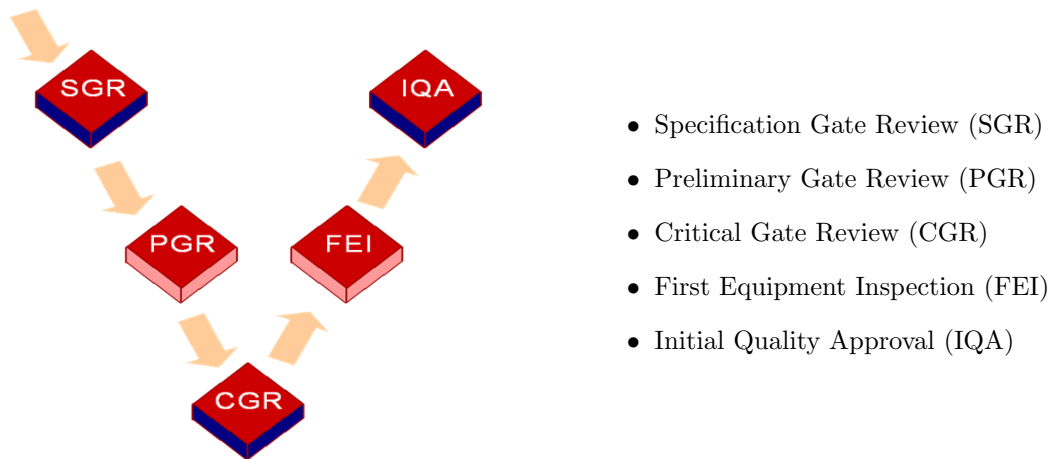 SGR
IQA
PGR
FEI
CGR
• Specification Gate Review (SGR)
• Preliminary Gate Review (PGR)
• Critical Gate Review (CGR)
• First Equipment Inspection (FEI)
• Initial Quality Approval (IQA)